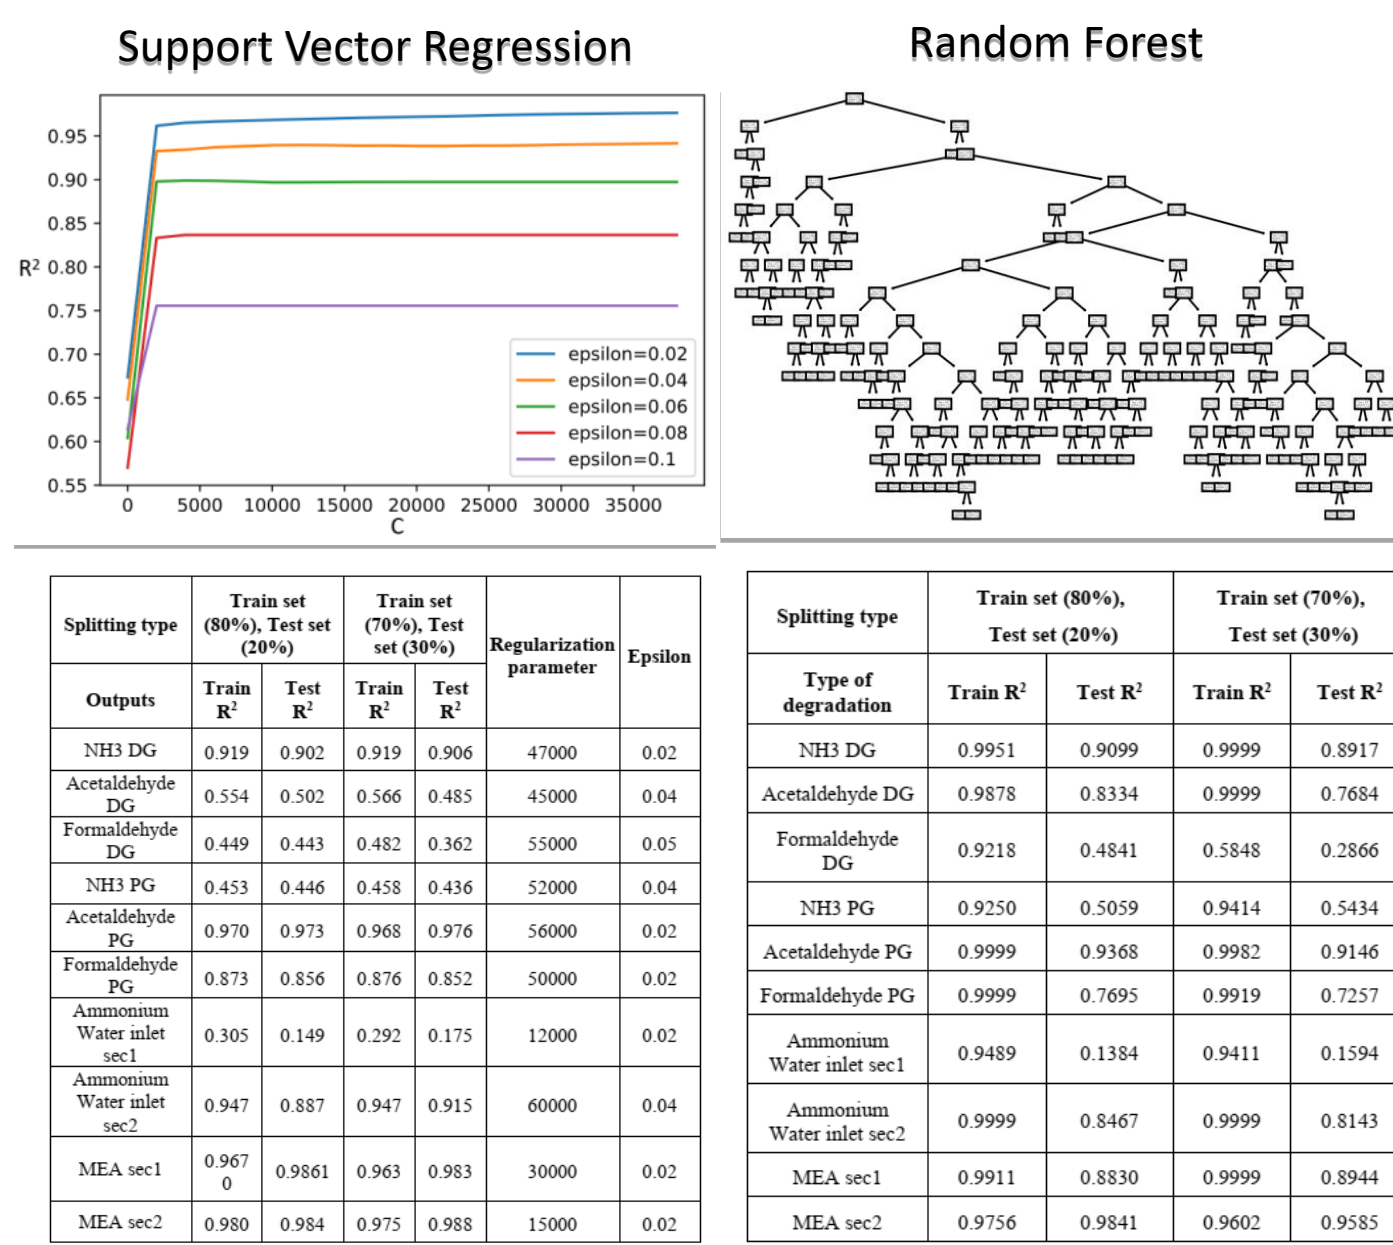 Support Vector Regression
Random Forest
0.95
0.90
0.85
R² 0.80
0.75
0.70
0.65
0.60
0.55
epsilon=0.02
epsilon=0.04
epsilon=0.06
epsilon=0.08
epsilon=0.1
0 5000 10000 15000 20000 25000 30000 35000
C
Splitting type
Train set
(80%), Test set
(20%)
Train set
(70%), Test
set (30%)
Regularization
parameter
Epsilon
Outputs
Train
R²
Test
R²
Train
R²
Test
R²
NH3 DG 0.919 0.902 0.919 0.906 47000 0.02
Acetaldehyde
DG
0.554 0.502 0.566 0.485 45000 0.04
Formaldehyde
DG
0.449 0.443 0.482 0.362 55000 0.05
NH3 PG 0.453 0.446 0.458 0.436 52000 0.04
Acetaldehyde
PG
0.970 0.973 0.968 0.976 56000 0.02
Formaldehyde
PG
0.873 0.856 0.876 0.852 50000 0.02
Ammonium
Water inlet
sec1
0.305 0.149 0.292 0.175 12000 0.02
Ammonium
Water inlet
sec2
0.947 0.887 0.947 0.915 60000 0.04
MEA sec1
0.967
0
0.9861 0.963 0.983 30000 0.02
MEA sec2 0.980 0.984 0.975 0.988 15000 0.02
Splitting type
Train set (80%),
Test set (20%)
Train set (70%),
Test set (30%)
Type of
degradation
Train R² Test R² Train R² Test R²
NH3 DG 0.9951 0.9099 0.9999 0.8917
Acetaldehyde DG 0.9878 0.8334 0.9999 0.7684
Formaldehyde
DG
0.9218 0.4841 0.5848 0.2866
NH3 PG 0.9250 0.5059 0.9414 0.5434
Acetaldehyde PG 0.9999 0.9368 0.9982 0.9146
Formaldehyde PG 0.9999 0.7695 0.9919 0.7257
Ammonium
Water inlet sec1
0.9489 0.1384 0.9411 0.1594
Ammonium
Water inlet sec2
0.9999 0.8467 0.9999 0.8143
MEA sec1 0.9911 0.8830 0.9999 0.8944
MEA sec2 0.9756 0.9841 0.9602 0.9585